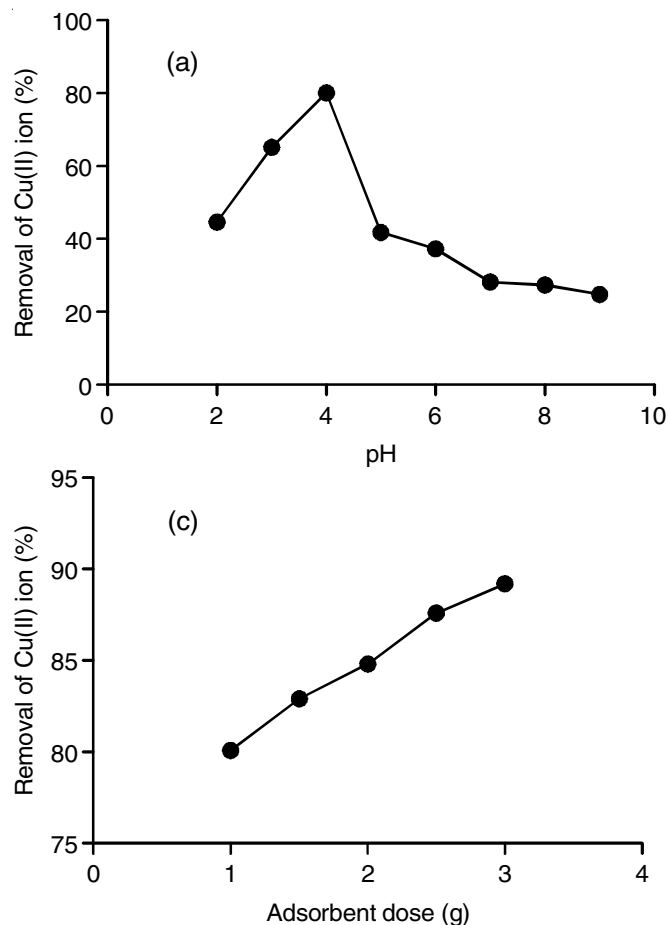 100
(a)
80
60
40
20
0
0 2 4 6 8 10
pH
Removal of Cu(II) ion (%)
95
(c)
90
85
80
75
0 1 2 3 4
Adsorbent dose (g)
Removal of Cu(II) ion (%)